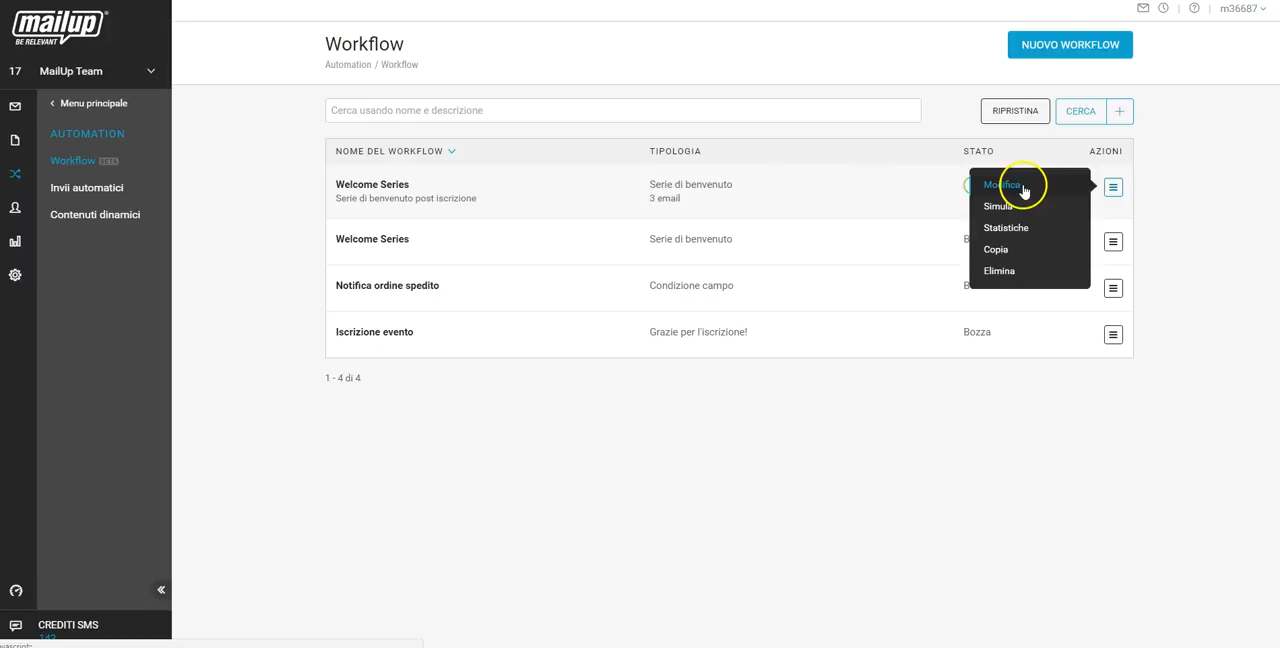 mailup®
BE RELEVANT
m36687
17 MailUp Team
Workflow
NUOVO WORKFLOW
Automation / Workflow
Menu principale
AUTOMATION
Workflow BETA
Invii automatici
Contenuti dinamici
Cerca usando nome e descrizione
RIPRISTINA
CERCA
+
NOME DEL WORKFLOW
TIPOLOGIA
STATO
AZIONI
Welcome Series
Serie di benvenuto
Serie di benvenuto post iscrizione
3 email
Modifica
Simula
Statistiche
Copia
Elimina
Welcome Series
Serie di benvenuto
B
Notifica ordine spedito
Condizione campo
B
Iscrizione evento
Grazie per l'iscrizione!
Bozza
1 - 4 di 4
CREDITI SMS
142